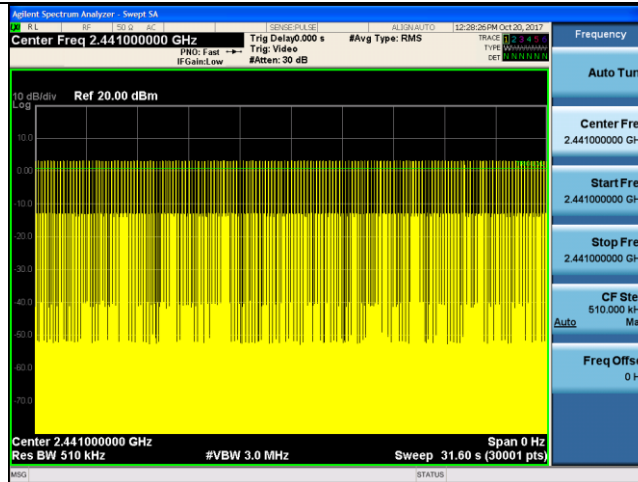 Agilent Spectrum Analyzer - Swept SA
RL RF 50 Ω AC SENSE:PULSE ALIGN AUTO 12:28:26 PM Oct 20, 2017
Center Freq 2.441000000 GHz
Trig Delay0.000 s #Avg Type: RMS TRACE 1 2 3 4 5 6
PNO: Fast Trig: Video TYPE
IFGain:Low #Atten: 30 dB DET N N N N N N
10 dB/div Ref 20.00 dBm
Log
10.0
0.00
-10.0
-20.0
-30.0
-40.0
-50.0
-60.0
-70.0
Center 2.441000000 GHz Span 0 Hz
Res BW 510 kHz #VBW 3.0 MHz Sweep 31.60 s (30001 pts)
MSG STATUS
Frequency
Auto Tun
Center Fre
2.441000000 GH
Start Fre
2.441000000 GH
Stop Fre
2.441000000 GH
CF Ste
510.000 kH
Auto Ma
Freq Offse
0 H